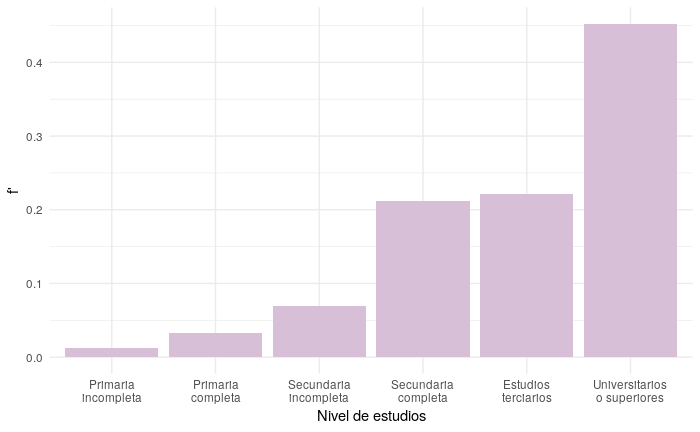 0.4
0.3
0.2
0.1
0.0
f'
Primaria
incompleta
Primaria
completa
Secundaria
incompleta
Secundaria
completa
Estudios
terciarios
Universitarios
o superiores
Nivel de estudios